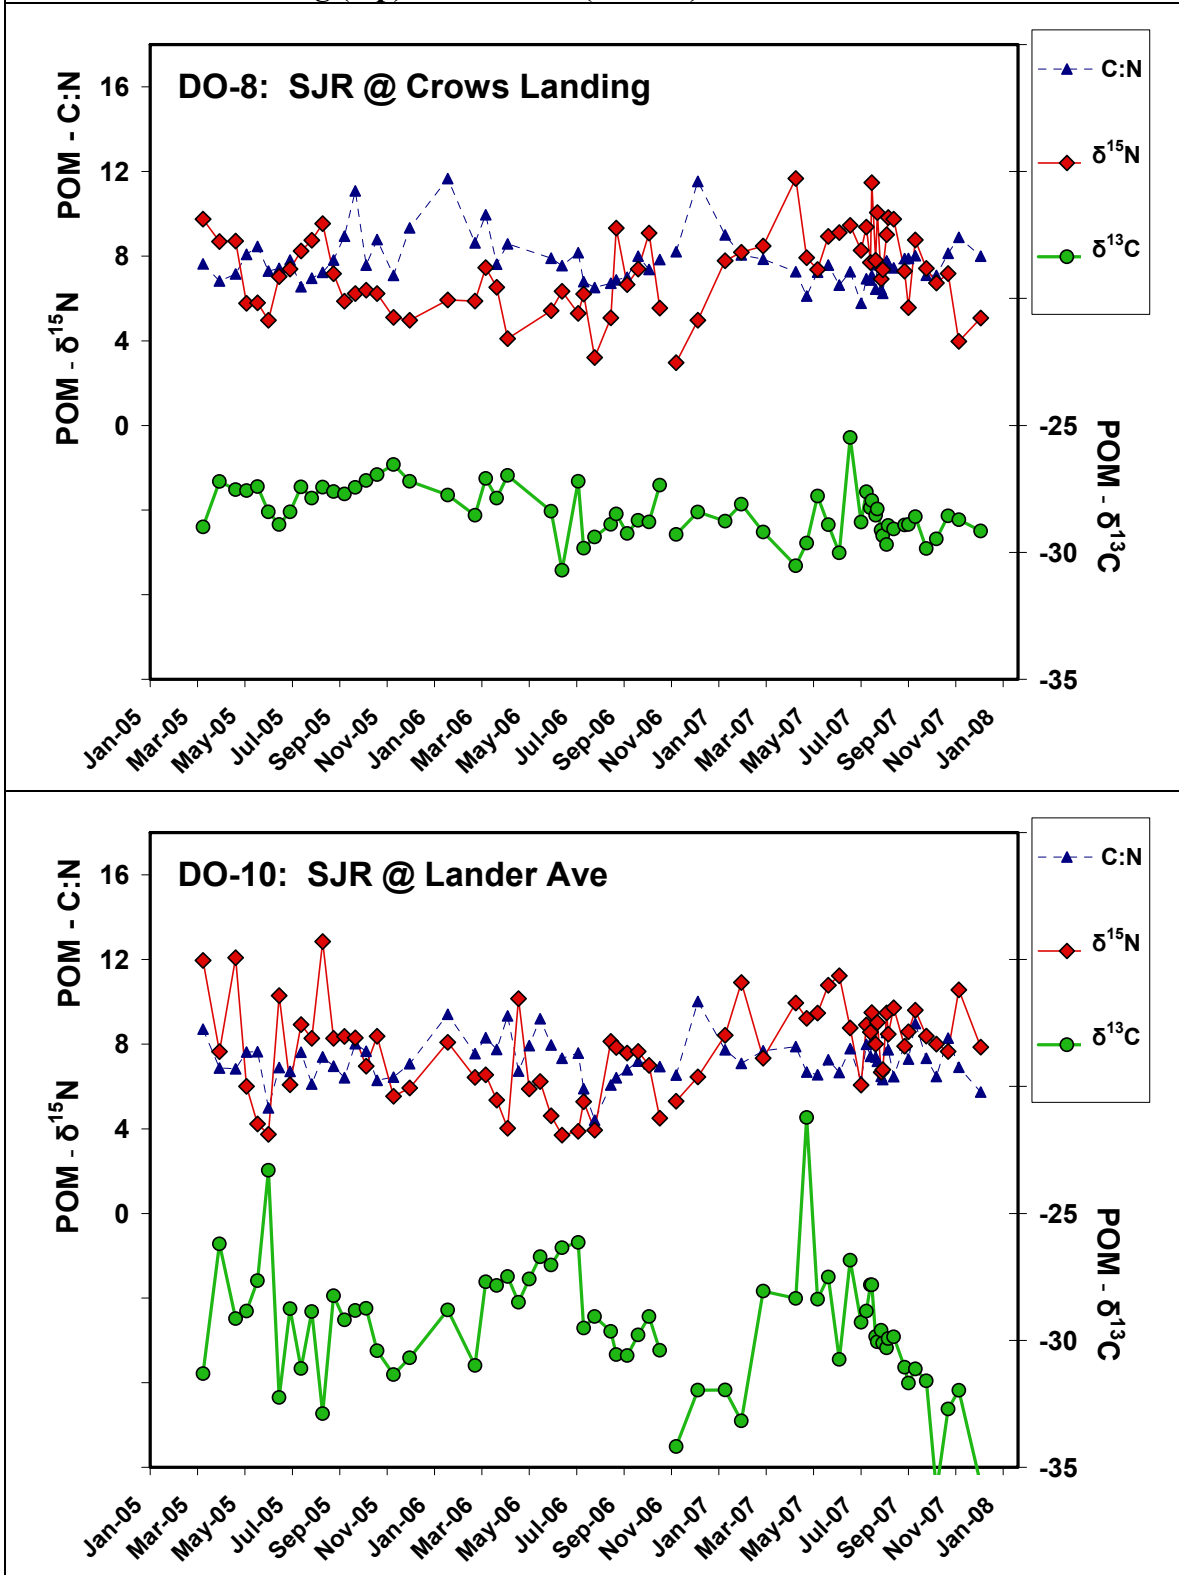 DO-8: SJR @ Crows Landing
POM - C:N
POM - δ15N
16
12
8
4
0
-25
-30
-35
POM - δ13C
C:N
δ15N
δ13C
Jan-05
Mar-05
May-05
Jul-05
Sep-05
Nov-05
Jan-06
Mar-06
May-06
Jul-06
Sep-06
Nov-06
Jan-07
Mar-07
May-07
Jul-07
Sep-07
Nov-07
Jan-08
DO-10: SJR @ Lander Ave
POM - C:N
POM - δ15N
16
12
8
4
0
-25
-30
-35
POM - δ13C
C:N
δ15N
δ13C
Jan-05
Mar-05
May-05
Jul-05
Sep-05
Nov-05
Jan-06
Mar-06
May-06
Jul-06
Sep-06
Nov-06
Jan-07
Mar-07
May-07
Jul-07
Sep-07
Nov-07
Jan-08